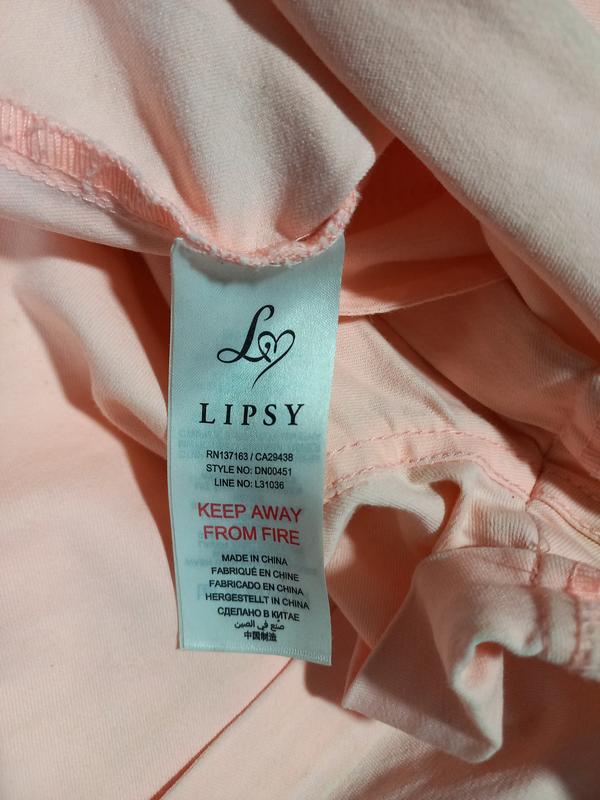 L
LIPSY
RN137163 / CA29438
STYLE NO: DN00451
LINE NO: L31036
KEEP AWAY
FROM FIRE
MADE IN CHINA
FABRIQUÉ EN CHINE
FABRICADO EN CHINA
HERGESTELLT IN CHINA
СДЕЛАНО В КИТАЕ
صنع في الصين
中国制造